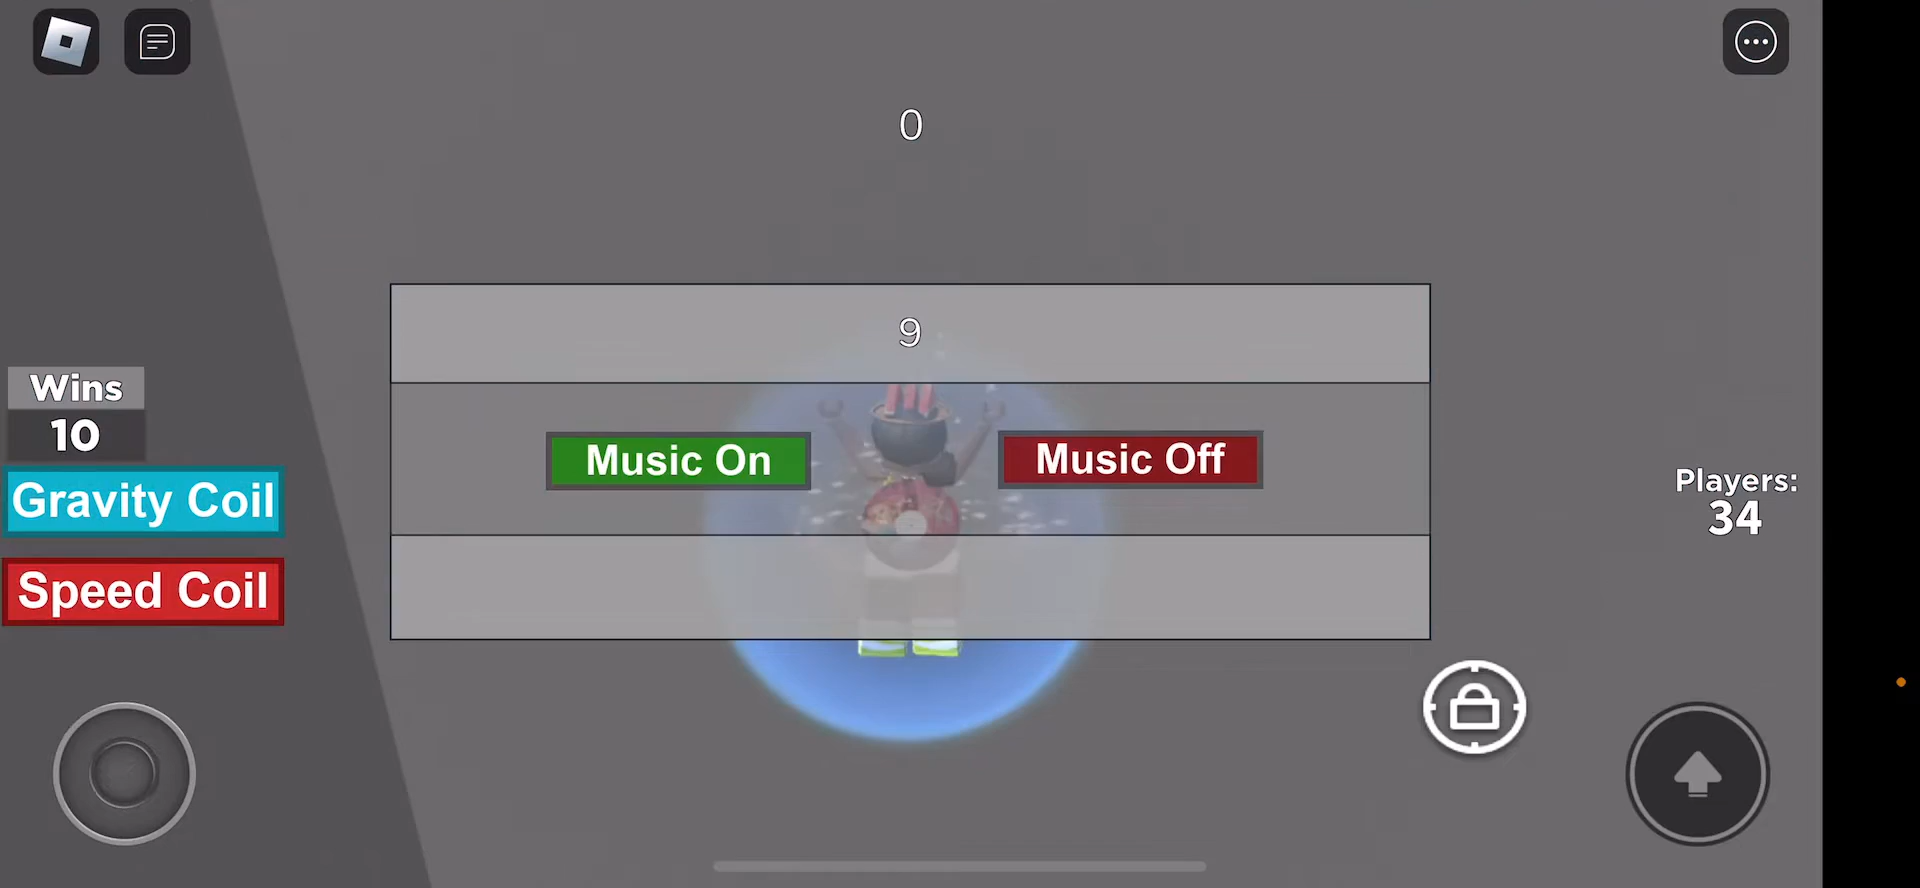 0
9
Wins
10
Music On
Music Off
Gravity Coil
Speed Coil
Players:
34